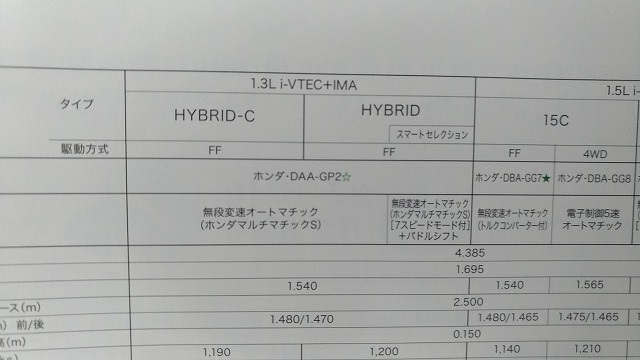 1.3L i-VTEC+IMA
1.5L i-
タイプ
HYBRID-C
HYBRID
スマートセレクション
15C
駆動方式
FF
FF
FF
4WD
ホンダ・DAA-GP2☆
ホンダ・DBA-GG7★
ホンダ・DBA-GG8
無段変速オートマチック
(ホンダマルチマチックS)
無段変速オートマチック
(ホンダマルチマチックS)
[7スピードモード付]
+パドルシフト
無段変速オートマチック
(トルクコンバーター付)
電子制御5速
オートマチック
4.385
1.695
1.540
1.540
1.565
ース(m)
2.500
m) 前/後
1.480/1.470
1.480/1.465
1.475/1.465
高(m)
0.150
1,190
1,200
1,140
1,210